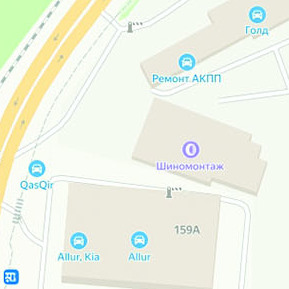 Голд
Ремонт АКПП
Шиномонтаж
QasQir
159А
Allur, Kia
Allur